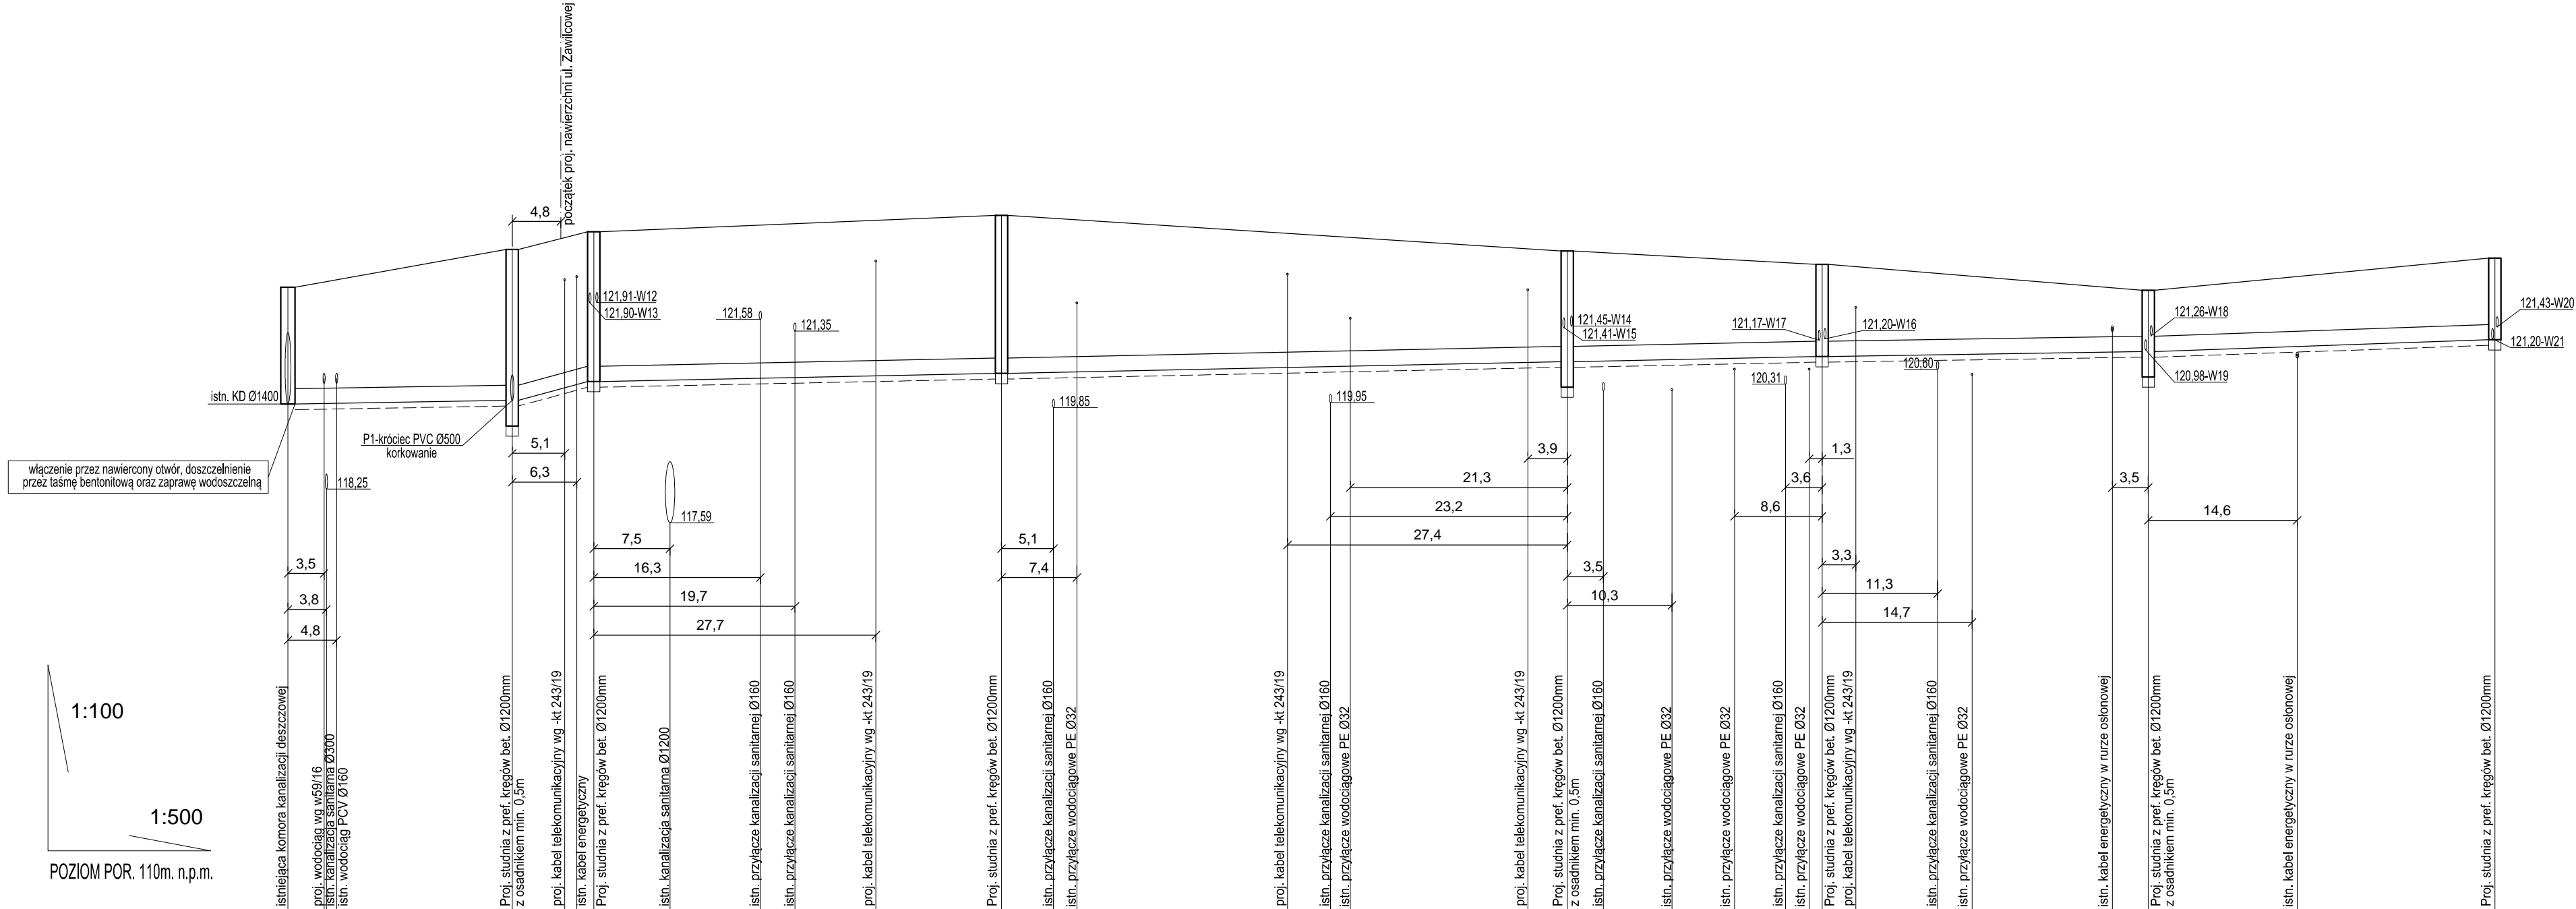 początek proj. nawierzchni ul. Zawilcowej
4,8
121,91-W12
121,90-W13
121,58
121,35
121,45-W14
121,41-W15
121,17-W17
121,20-W16
121,26-W18
120,98-W19
121,43-W20
121,20-W21
istn. KD Ø1400
119,85
119,95
120,31
120,60
P1-króciec PVC Ø500
korkowanie
włączenie przez nawiercony otwór, doszczelnienie
przez taśmę bentonitową oraz zaprawę wodoszczelną
118,25
117,59
5,1
6,3
7,5
16,3
19,7
27,7
3,5
3,8
4,8
5,1
7,4
3,9
21,3
23,2
27,4
3,5
10,3
1,3
3,6
8,6
3,3
11,3
14,7
3,5
14,6
1:100
1:500
POZIOM POR. 110m. n.p.m.
istniejąca komora kanalizacji deszczowej
proj. wodociąg wg w59/16
istn. kanalizacja sanitarna Ø300
istn. wodociąg PCV Ø160
Proj. studnia z pref. kręgów bet. Ø1200mm
z osadnikiem min. 0,5m
proj. kabel telekomunikacyjny wg -kt 243/19
istn. kabel energetyczny
Proj. studnia z pref. kręgów bet. Ø1200mm
istn. kanalizacja sanitarna Ø1200
istn. przyłącze kanalizacji sanitarnej Ø160
istn. przyłącze kanalizacji sanitarnej Ø160
proj. kabel telekomunikacyjny wg -kt 243/19
Proj. studnia z pref. kręgów bet. Ø1200mm
istn. przyłącze kanalizacji sanitarnej Ø160
istn. przyłącze wodociągowe PE Ø32
proj. kabel telekomunikacyjny wg -kt 243/19
istn. przyłącze kanalizacji sanitarnej Ø160
istn. przyłącze wodociągowe PE Ø32
proj. kabel telekomunikacyjny wg -kt 243/19
Proj. studnia z pref. kręgów bet. Ø1200mm
z osadnikiem min. 0,5m
istn. przyłącze kanalizacji sanitarnej Ø160
istn. przyłącze wodociągowe PE Ø32
istn. przyłącze wodociągowe PE Ø32
istn. przyłącze kanalizacji sanitarnej Ø160
istn. przyłącze wodociągowe PE Ø32
Proj. studnia z pref. kręgów bet. Ø1200mm
proj. kabel telekomunikacyjny wg -kt 243/19
istn. przyłącze kanalizacji sanitarnej Ø160
istn. przyłącze wodociągowe PE Ø32
istn. kabel energetyczny w rurze osłonowej
Proj. studnia z pref. kręgów bet. Ø1200mm
z osadnikiem min. 0,5m
istn. kabel energetyczny w rurze osłonowej
Proj. studnia z pref. kręgów bet. Ø1200mm